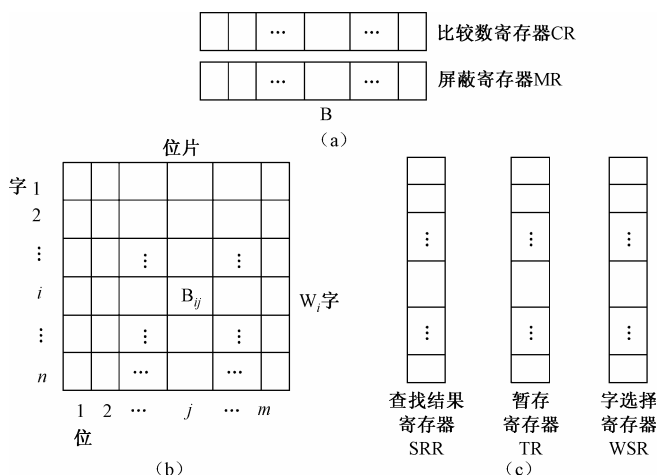 … …
比较数寄存器CR
… …
屏蔽寄存器MR
B
（a）
位片
字 1
2
⋮ ⋮ ⋮
i Bij Wi字
⋮ ⋮ ⋮
n … …
1 2 … j … m
位
（b）
⋮ ⋮ ⋮
⋮ ⋮ ⋮
查找结果
寄存器
SRR
暂存
寄存器
TR
字选择
寄存器
WSR
（c）